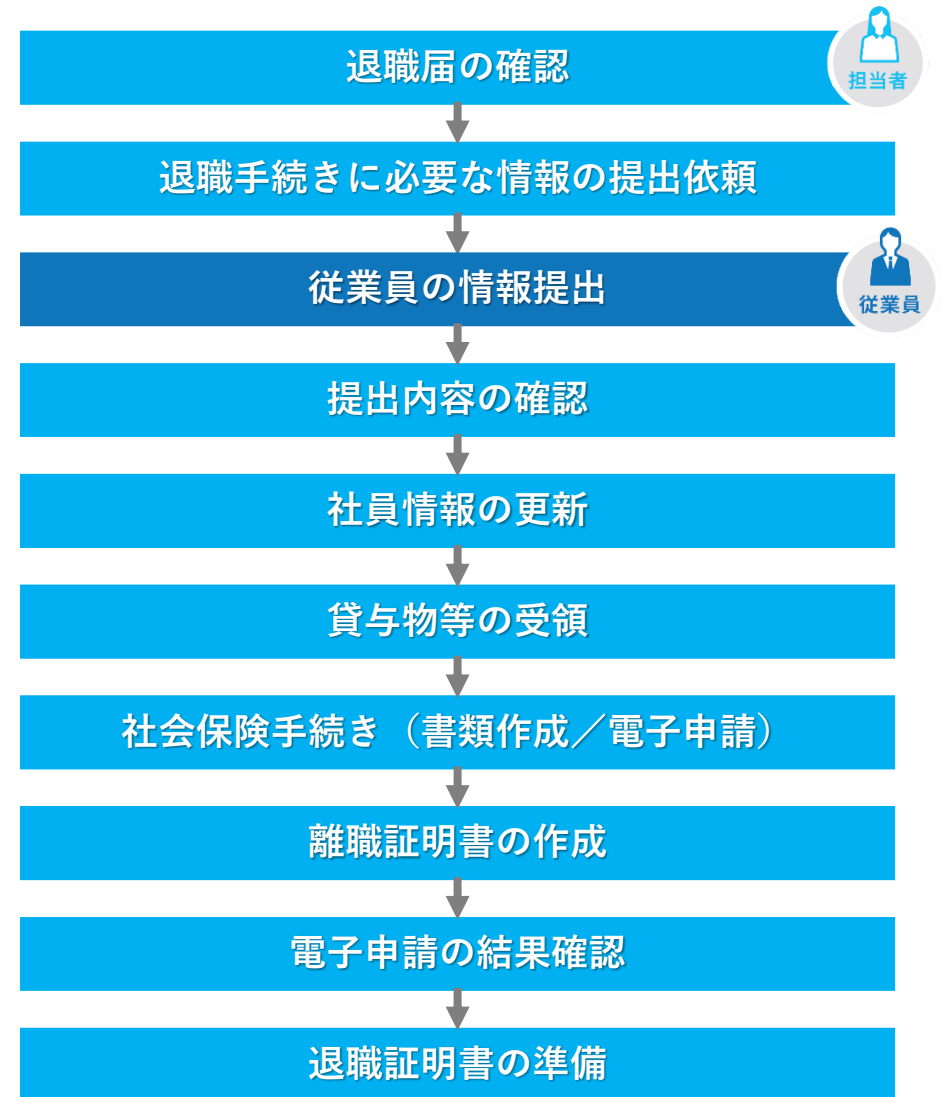 退職届の確認
担当者
退職手続きに必要な情報の提出依頼
従業員の情報提出
従業員
提出内容の確認
社員情報の更新
貸与物等の受領
社会保険手続き（書類作成／電子申請）
離職証明書の作成
電子申請の結果確認
退職証明書の準備